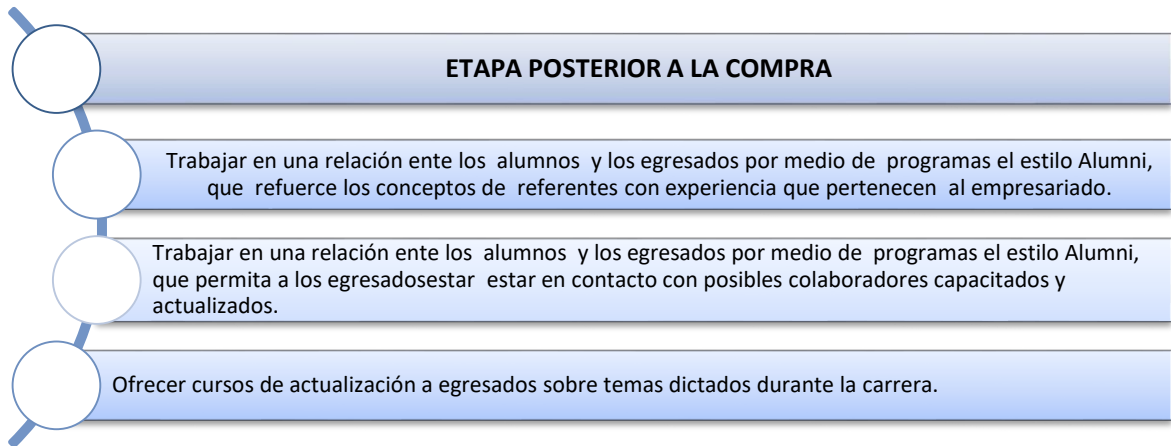 ETAPA POSTERIOR A LA COMPRA
Trabajar en una relación ente los alumnos y los egresados por medio de programas el estilo Alumni,
que refuerce los conceptos de referentes con experiencia que pertenecen al empresariado.
Trabajar en una relación ente los alumnos y los egresados por medio de programas el estilo Alumni,
que permita a los egresadosestar estar en contacto con posibles colaboradores capacitados y
actualizados.
Ofrecer cursos de actualización a egresados sobre temas dictados durante la carrera.